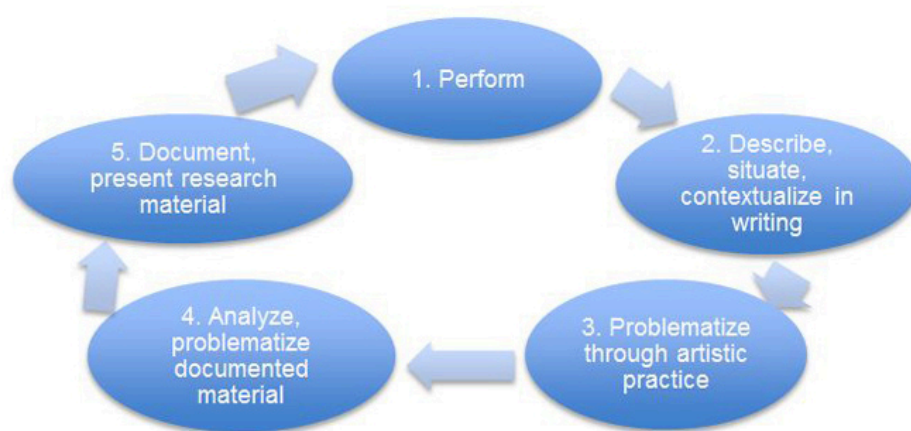 1. Perform
2. Describe,
situate,
contextualize in
writing
3. Problematize
through artistic
practice
4. Analyze,
problematize
documented
material
5. Document,
present research
material